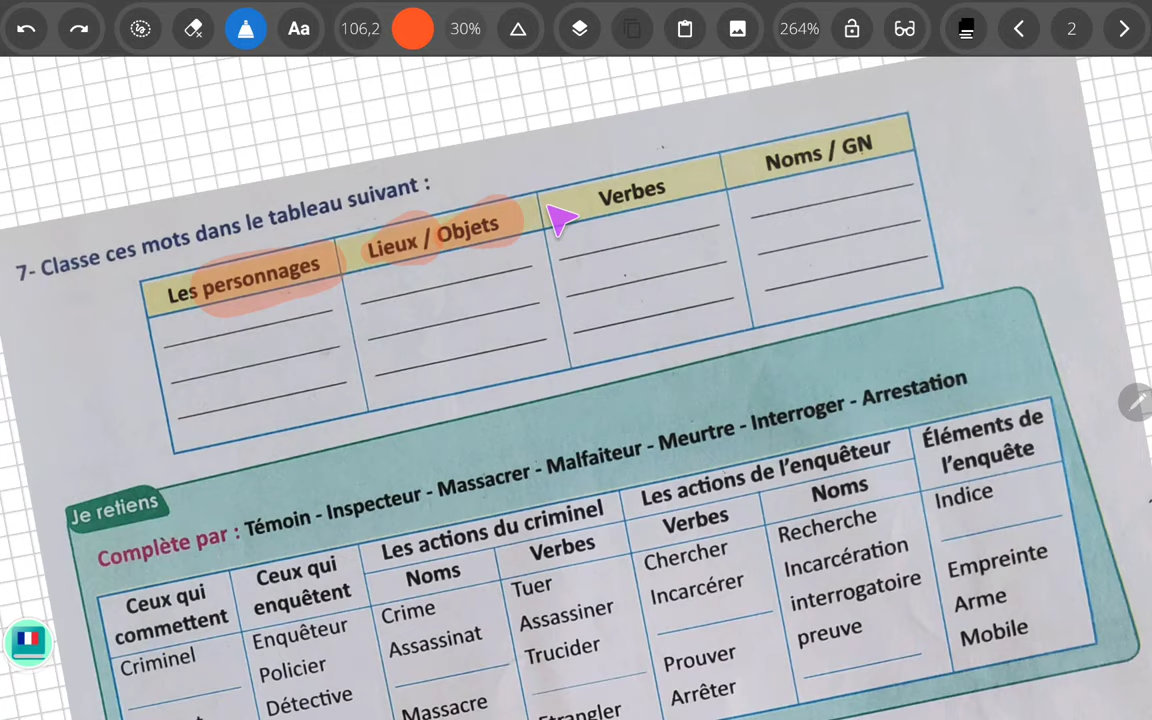 Aa 106,2 30% 264% 2
7- Classe ces mots dans le tableau suivant :
Les personnages Lieux / Objets Verbes Noms / GN
Je retiens
Complète par : Témoin - Inspecteur - Massacrer - Malfaiteur - Meurtre - Interroger - Arrestation
Ceux qui commettent
Ceux qui enquêtent
Les actions du criminel
Les actions de l'enquêteur
Éléments de l'enquête
Noms Verbes Verbes Noms
Criminel
Enquêteur
Policier
Détective
Crime
Assassinat
Massacre
Tuer
Assassiner
Trucider
Etrangler
Chercher
Incarcérer
Prouver
Arrêter
Recherche
Incarcération
interrogatoire
preuve
Indice
Empreinte
Arme
Mobile